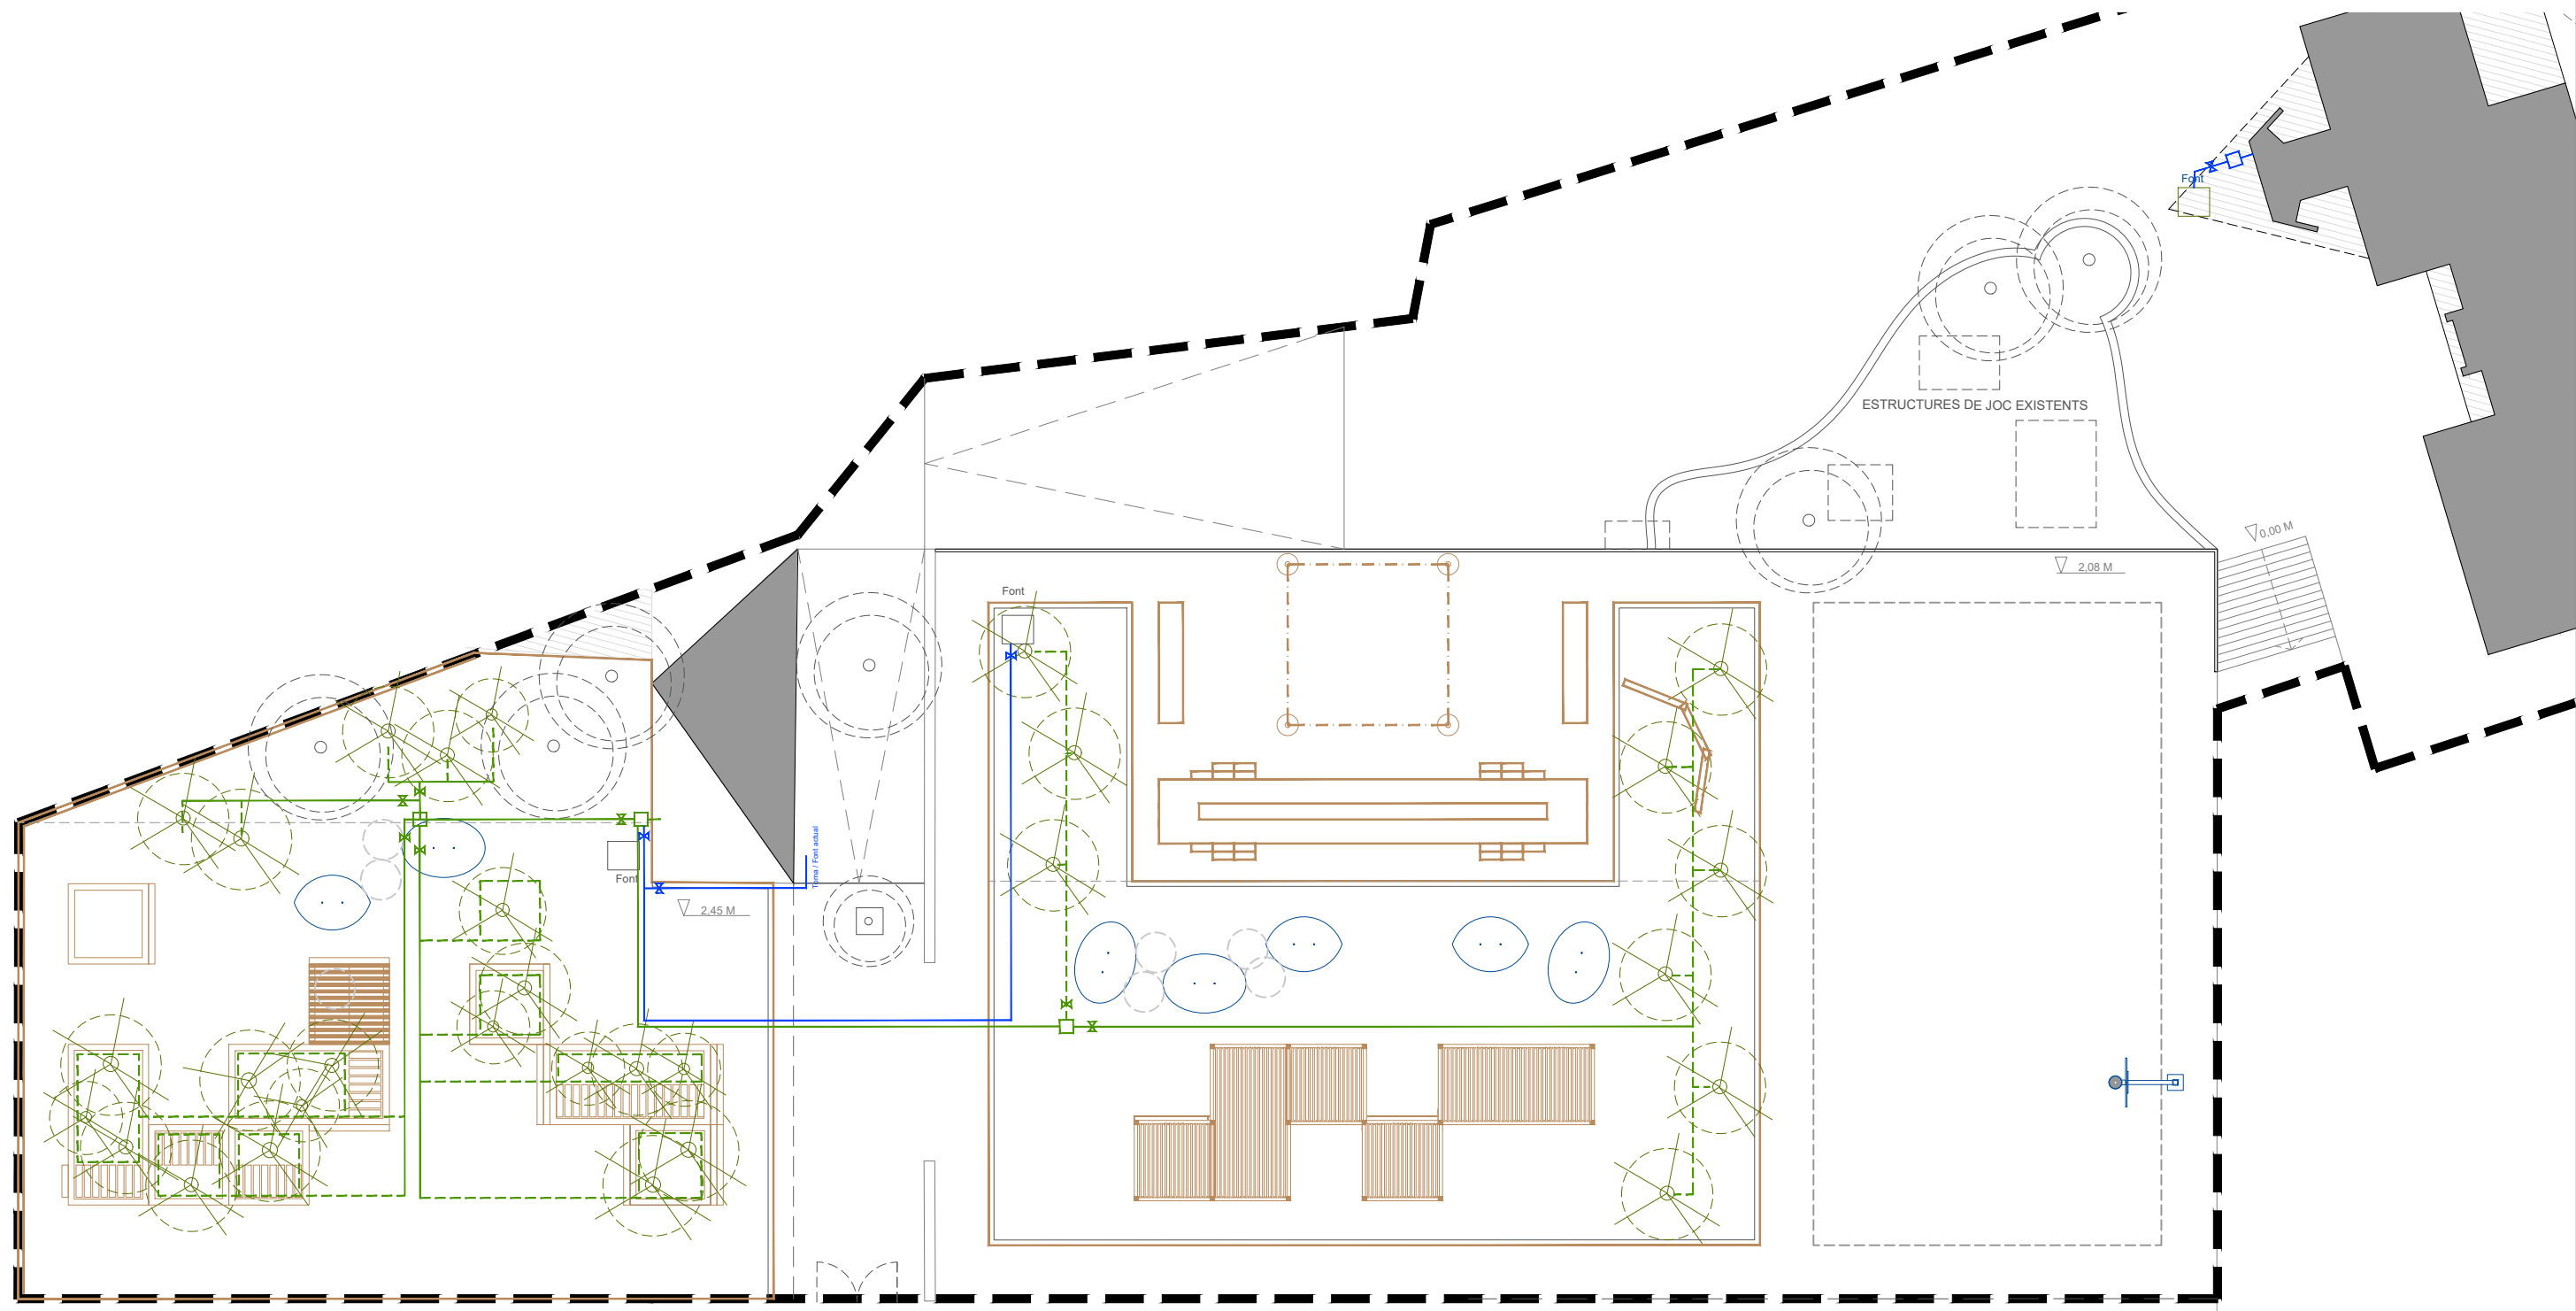 Font
ESTRUCTURES DE JOC EXISTENTS
0,00 M
2,08 M
Font
Toma / Font actual
Font
2,45 M